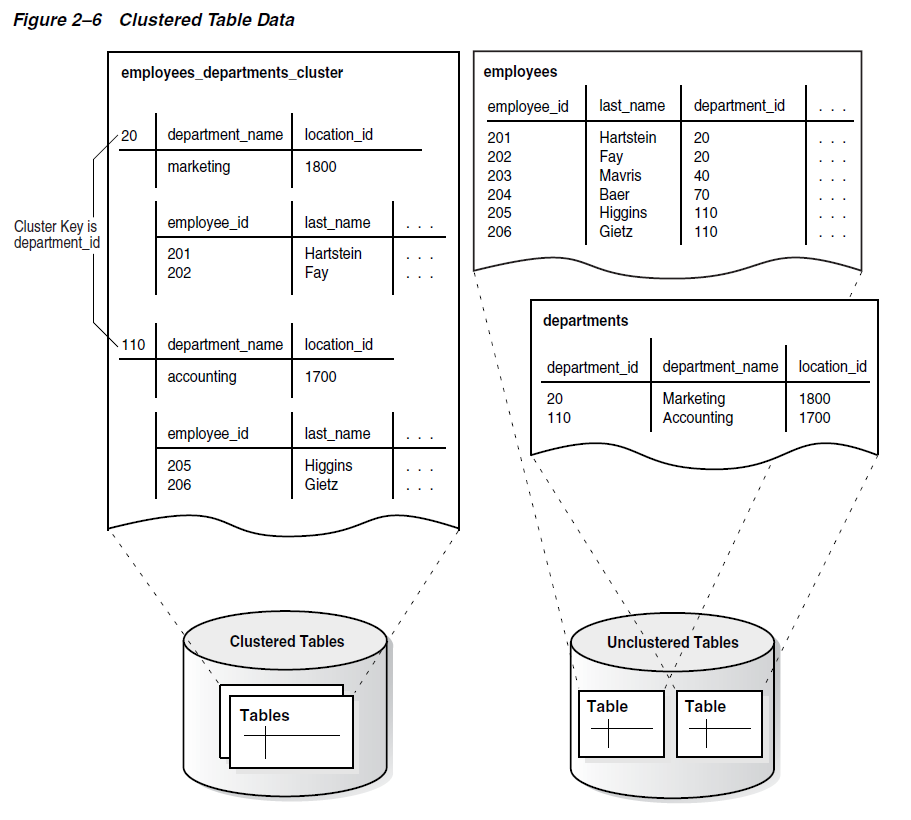 Figure 2–6 Clustered Table Data
employees_departments_cluster
20 department_name location_id
marketing 1800
Cluster Key is
department_id
employee_id last_name . . .
201 Hartstein . . .
202 Fay . . .
110 department_name location_id
accounting 1700
employee_id last_name . . .
205 Higgins . . .
206 Gietz . . .
employees
employee_id last_name department_id . . .
201 Hartstein 20 . . .
202 Fay 20 . . .
203 Mavris 40 . . .
204 Baer 70 . . .
205 Higgins 110 . . .
206 Gietz 110 . . .
departments
department_id department_name location_id
20 Marketing 1800
110 Accounting 1700
Clustered Tables
Tables
Unclustered Tables
Table
Table